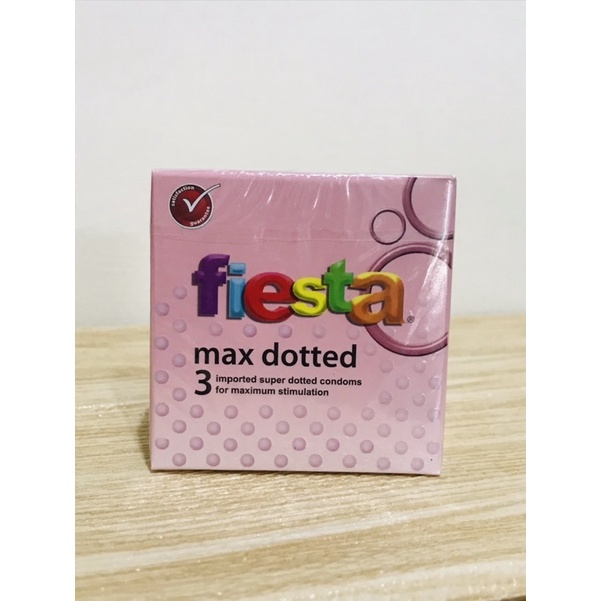 satisfaction
guarantee
fiesta®
max dotted
3 imported super dotted condoms
for maximum stimulation